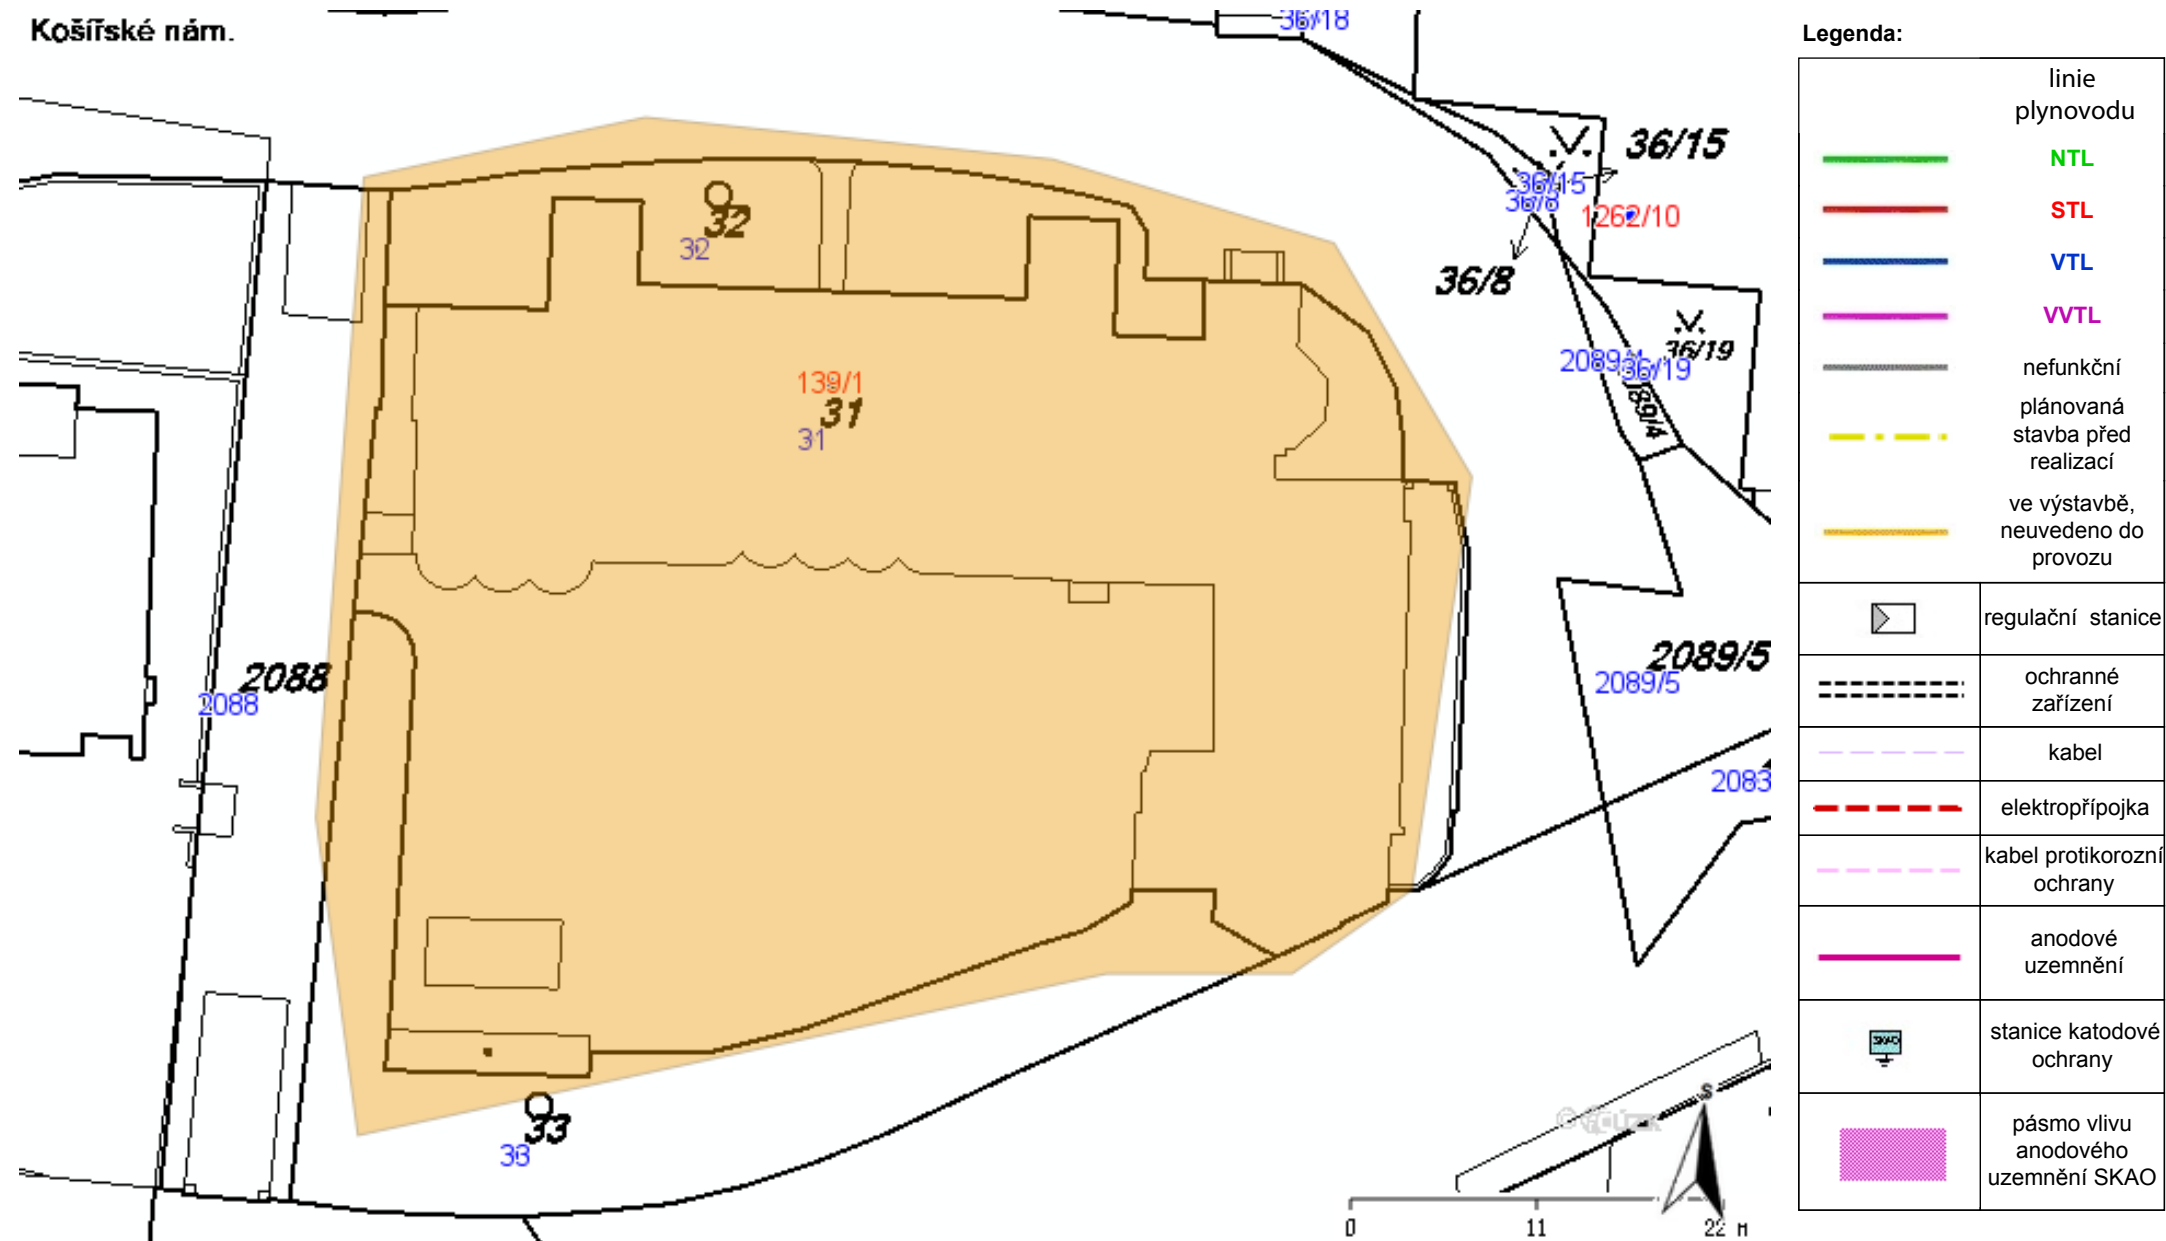 Košířské nám.
36/18
36/15
36/15
36/8
1262/10
36/8
32
32
139/1
31
31
36/19
36/19
89/4
2088
2088
2089/5
2089/5
2083
33
33
S
0
11
22 M
Legenda:
linie
plynovodu
NTL
STL
VTL
VVTL
nefunkční
plánovaná
stavba před
realizací
ve výstavbě,
neuvedeno do
provozu
regulační stanice
ochranné
zařízení
kabel
elektropřípojka
kabel protikorozní
ochrany
anodové
uzemnění
SKAO
stanice katodové
ochrany
pásmo vlivu
anodového
uzemnění SKAO